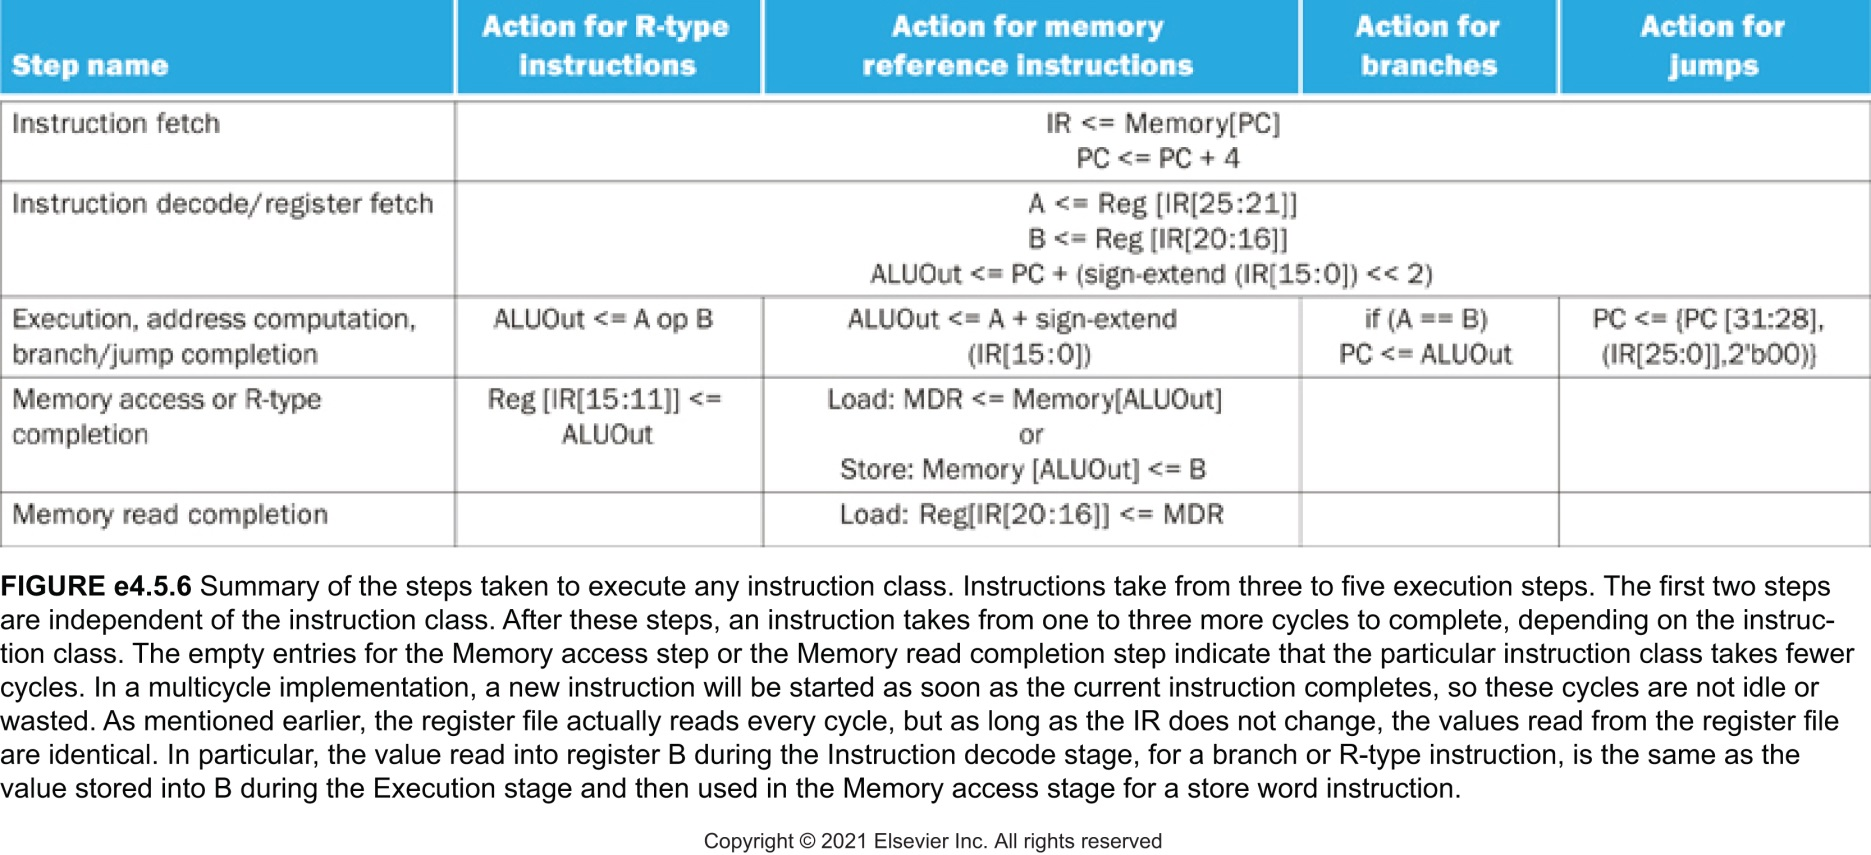 Step name
Action for R-type
instructions
Action for memory
reference instructions
Action for
branches
Action for
jumps
Instruction fetch
IR <= Memory[PC]
PC <= PC + 4
Instruction decode/register fetch
A <= Reg [IR[25:21]]
B <= Reg [IR[20:16]]
ALUOut <= PC + (sign-extend (IR[15:0]) << 2)
Execution, address computation,
branch/jump completion
ALUOut <= A op B
ALUOut <= A + sign-extend
(IR[15:0])
if (A == B)
PC <= ALUOut
PC <= {PC [31:28],
(IR[25:0]],2'b00)}
Memory access or R-type
completion
Reg [IR[15:11]] <=
ALUOut
Load: MDR <= Memory[ALUOut]
or
Store: Memory [ALUOut] <= B
Memory read completion
Load: Reg[IR[20:16]] <= MDR
FIGURE e4.5.6 Summary of the steps taken to execute any instruction class. Instructions take from three to five execution steps. The first two steps
are independent of the instruction class. After these steps, an instruction takes from one to three more cycles to complete, depending on the instruc-
tion class. The empty entries for the Memory access step or the Memory read completion step indicate that the particular instruction class takes fewer
cycles. In a multicycle implementation, a new instruction will be started as soon as the current instruction completes, so these cycles are not idle or
wasted. As mentioned earlier, the register file actually reads every cycle, but as long as the IR does not change, the values read from the register file
are identical. In particular, the value read into register B during the Instruction decode stage, for a branch or R-type instruction, is the same as the
value stored into B during the Execution stage and then used in the Memory access stage for a store word instruction.
Copyright © 2021 Elsevier Inc. All rights reserved